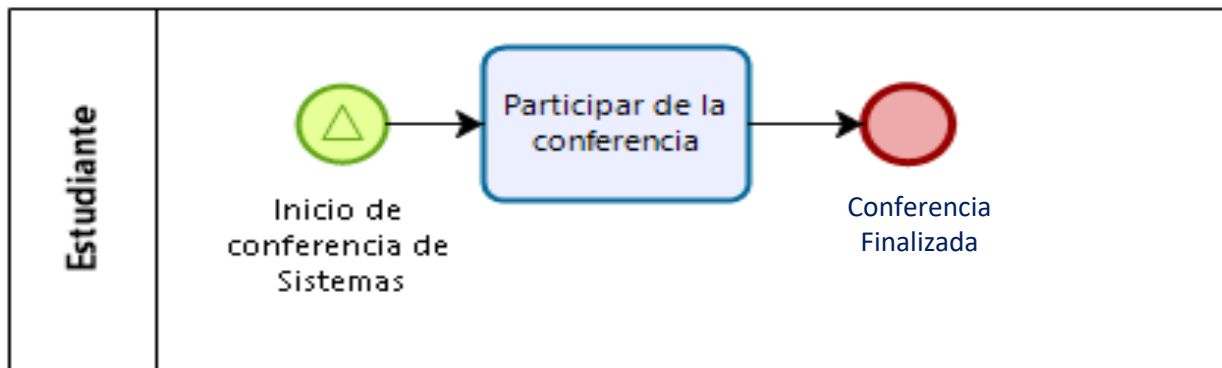 Estudiante
Participar de la
conferencia
Inicio de
conferencia de
Sistemas
Conferencia
Finalizada